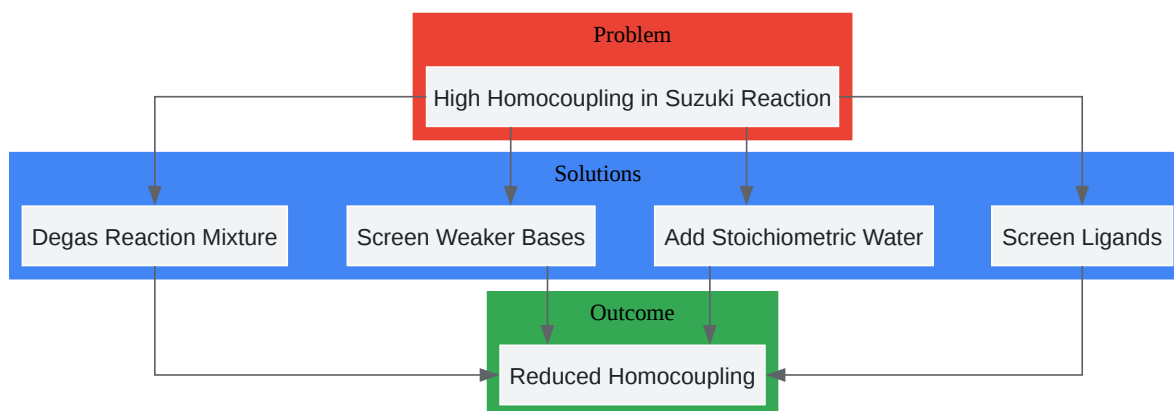 Problem
High Homocoupling in Suzuki Reaction
Solutions
Degas Reaction Mixture
Screen Weaker Bases
Add Stoichiometric Water
Screen Ligands
Outcome
Reduced Homocoupling